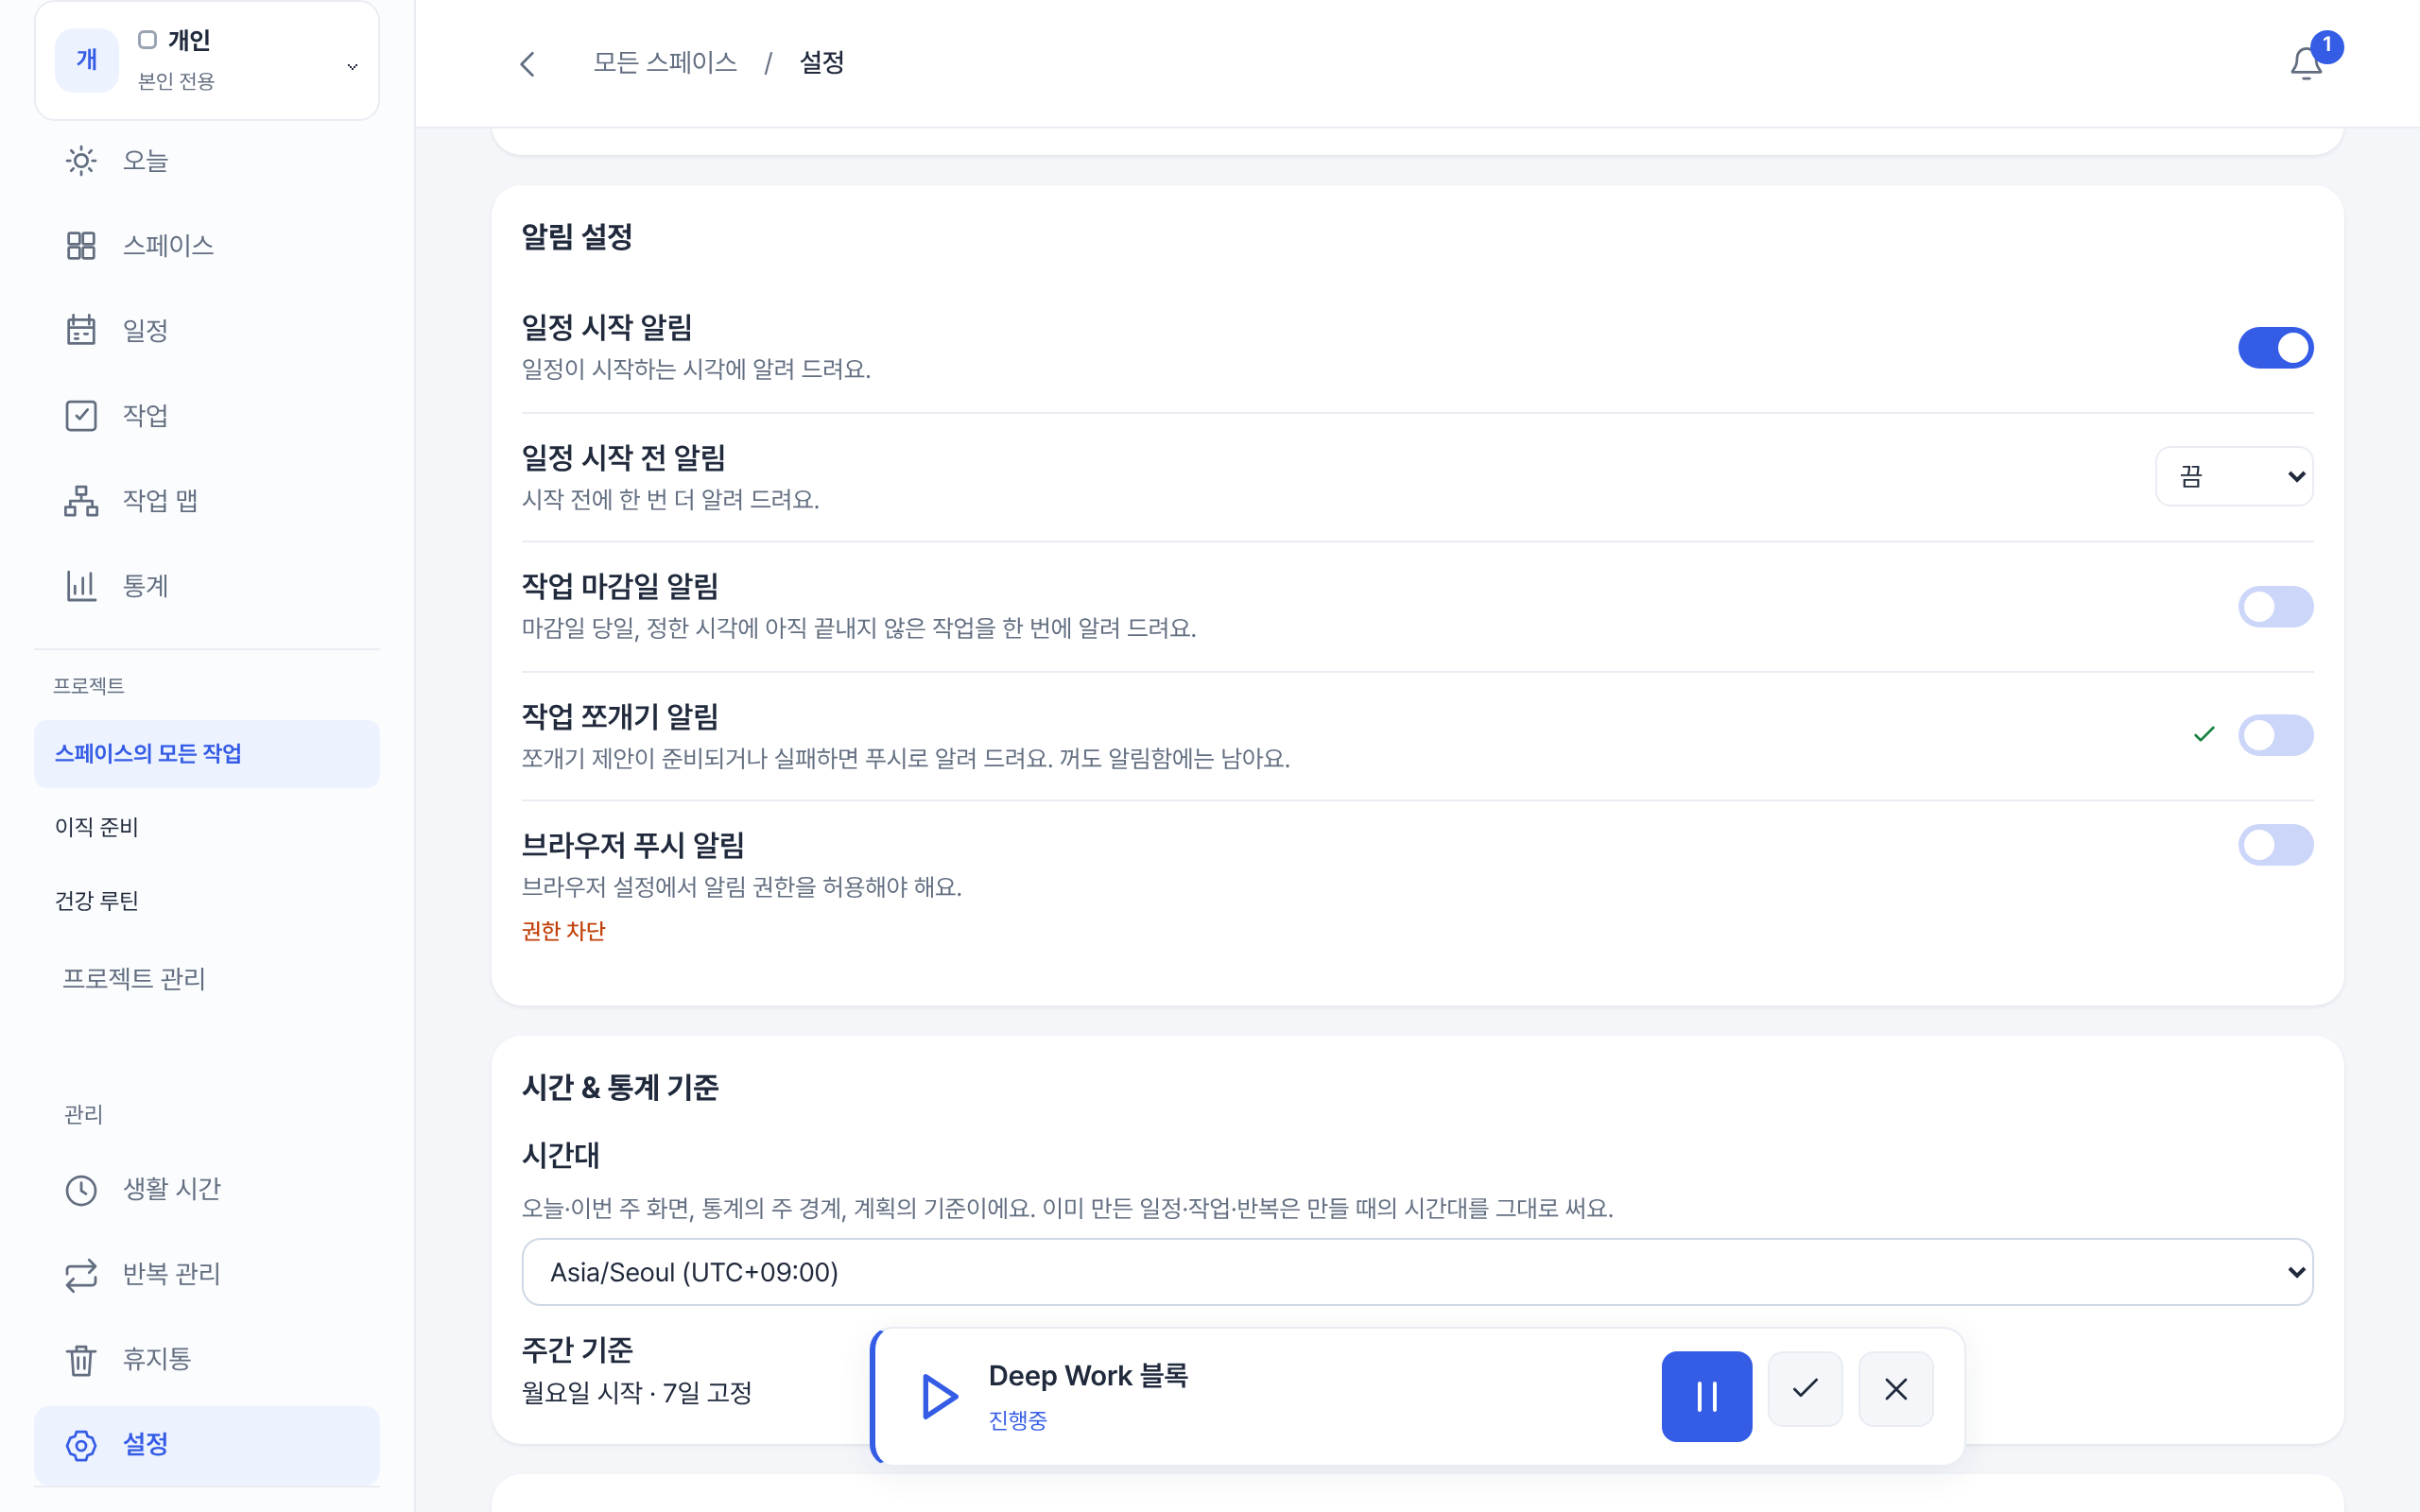 개
개인
본인 전용
오늘
스페이스
일정
작업
작업 맵
통계
프로젝트
스페이스의 모든 작업
이직 준비
건강 루틴
프로젝트 관리
관리
생활 시간
반복 관리
휴지통
설정
모든 스페이스 / 설정
1
알림 설정
일정 시작 알림
일정이 시작하는 시각에 알려 드려요.
일정 시작 전 알림
시작 전에 한 번 더 알려 드려요.
끔
작업 마감일 알림
마감일 당일, 정한 시각에 아직 끝내지 않은 작업을 한 번에 알려 드려요.
작업 쪼개기 알림
쪼개기 제안이 준비되거나 실패하면 푸시로 알려 드려요. 꺼도 알림함에는 남아요.
브라우저 푸시 알림
브라우저 설정에서 알림 권한을 허용해야 해요.
권한 차단
시간 & 통계 기준
시간대
오늘·이번 주 화면, 통계의 주 경계, 계획의 기준이에요. 이미 만든 일정·작업·반복은 만들 때의 시간대를 그대로 써요.
Asia/Seoul (UTC+09:00)
주간 기준
월요일 시작 · 7일 고정
Deep Work 블록
진행중